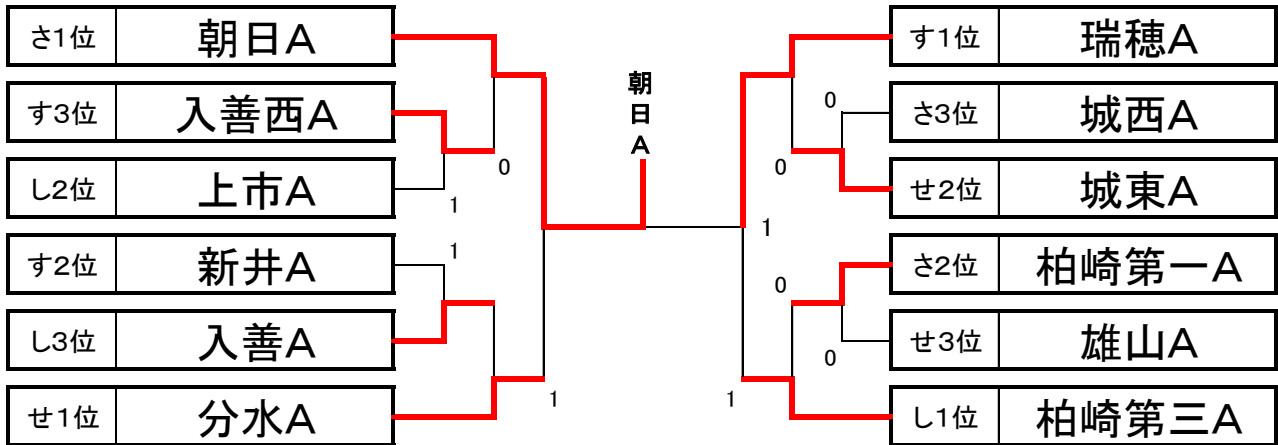 さ1位 朝日A
す3位 入善西A
し2位 上市A
す2位 新井A
し3位 入善A
せ1位 分水A
0
1
1
1
朝日A
す1位 瑞穂A
さ3位 城西A
せ2位 城東A
さ2位 柏崎第一A
せ3位 雄山A
し1位 柏崎第三A
0
0
1
0
0
1